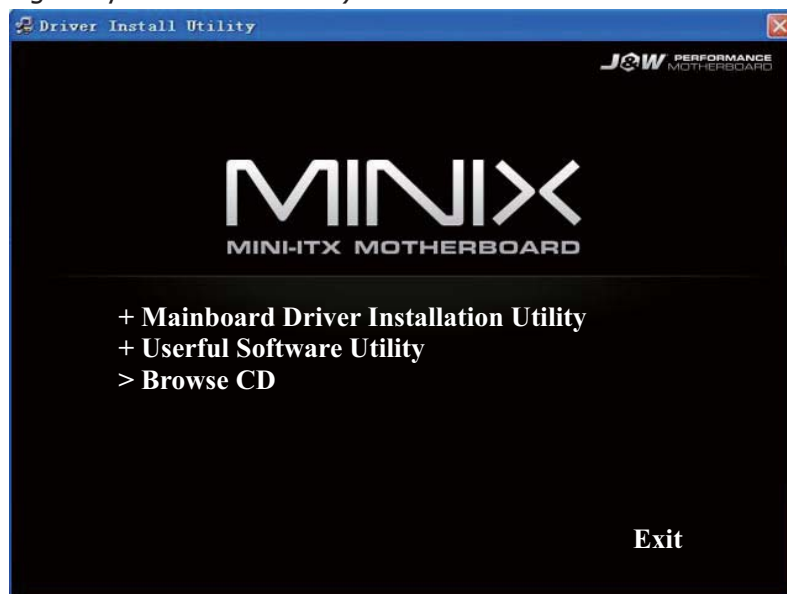 Driver Install Utility
J&W PERFORMANCE
MOTHERBOARD
MINIX
MINI-ITX MOTHERBOARD
+ Mainboard Driver Installation Utility
+ Userful Software Utility
> Browse CD
Exit